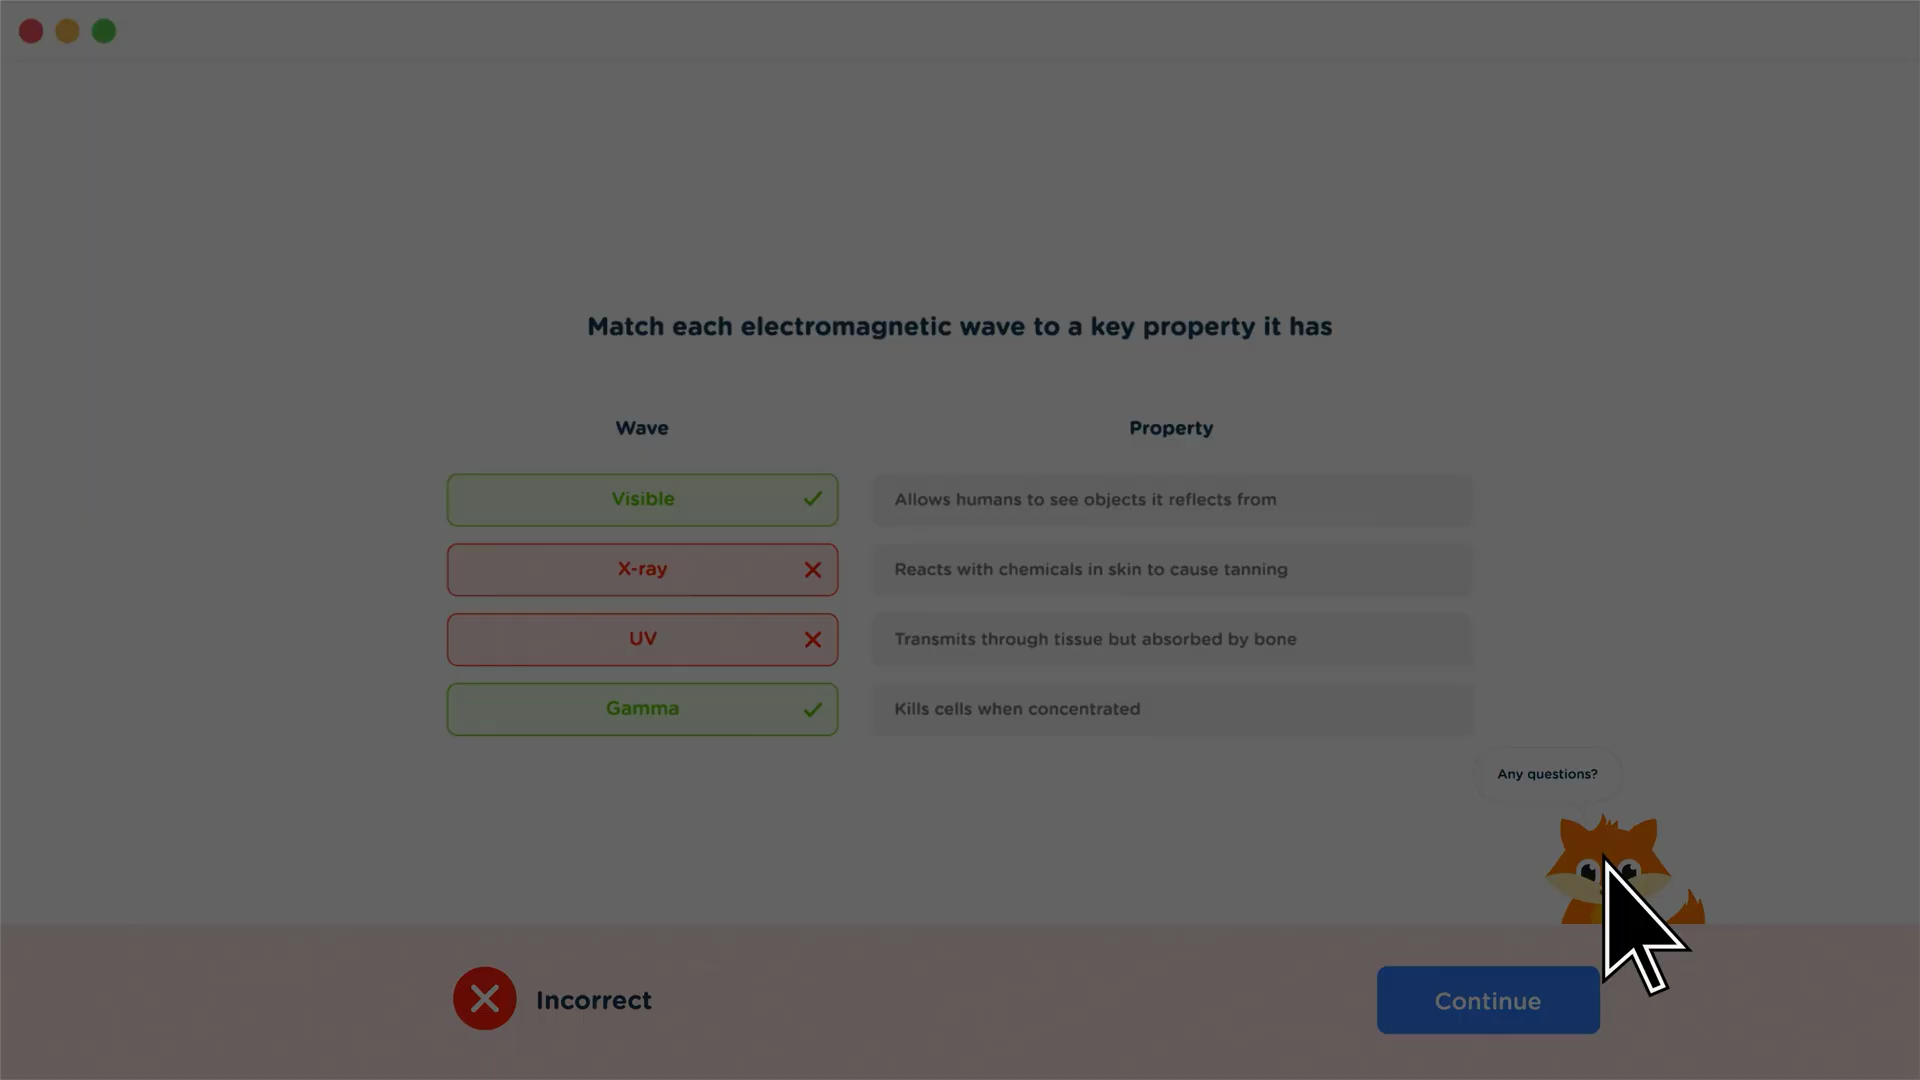 Match each electromagnetic wave to a key property it has
Wave Property
Visible Allows humans to see objects it reflects from
X-ray Reacts with chemicals in skin to cause tanning
UV Transmits through tissue but absorbed by bone
Gamma Kills cells when concentrated
Any questions?
Incorrect Continue